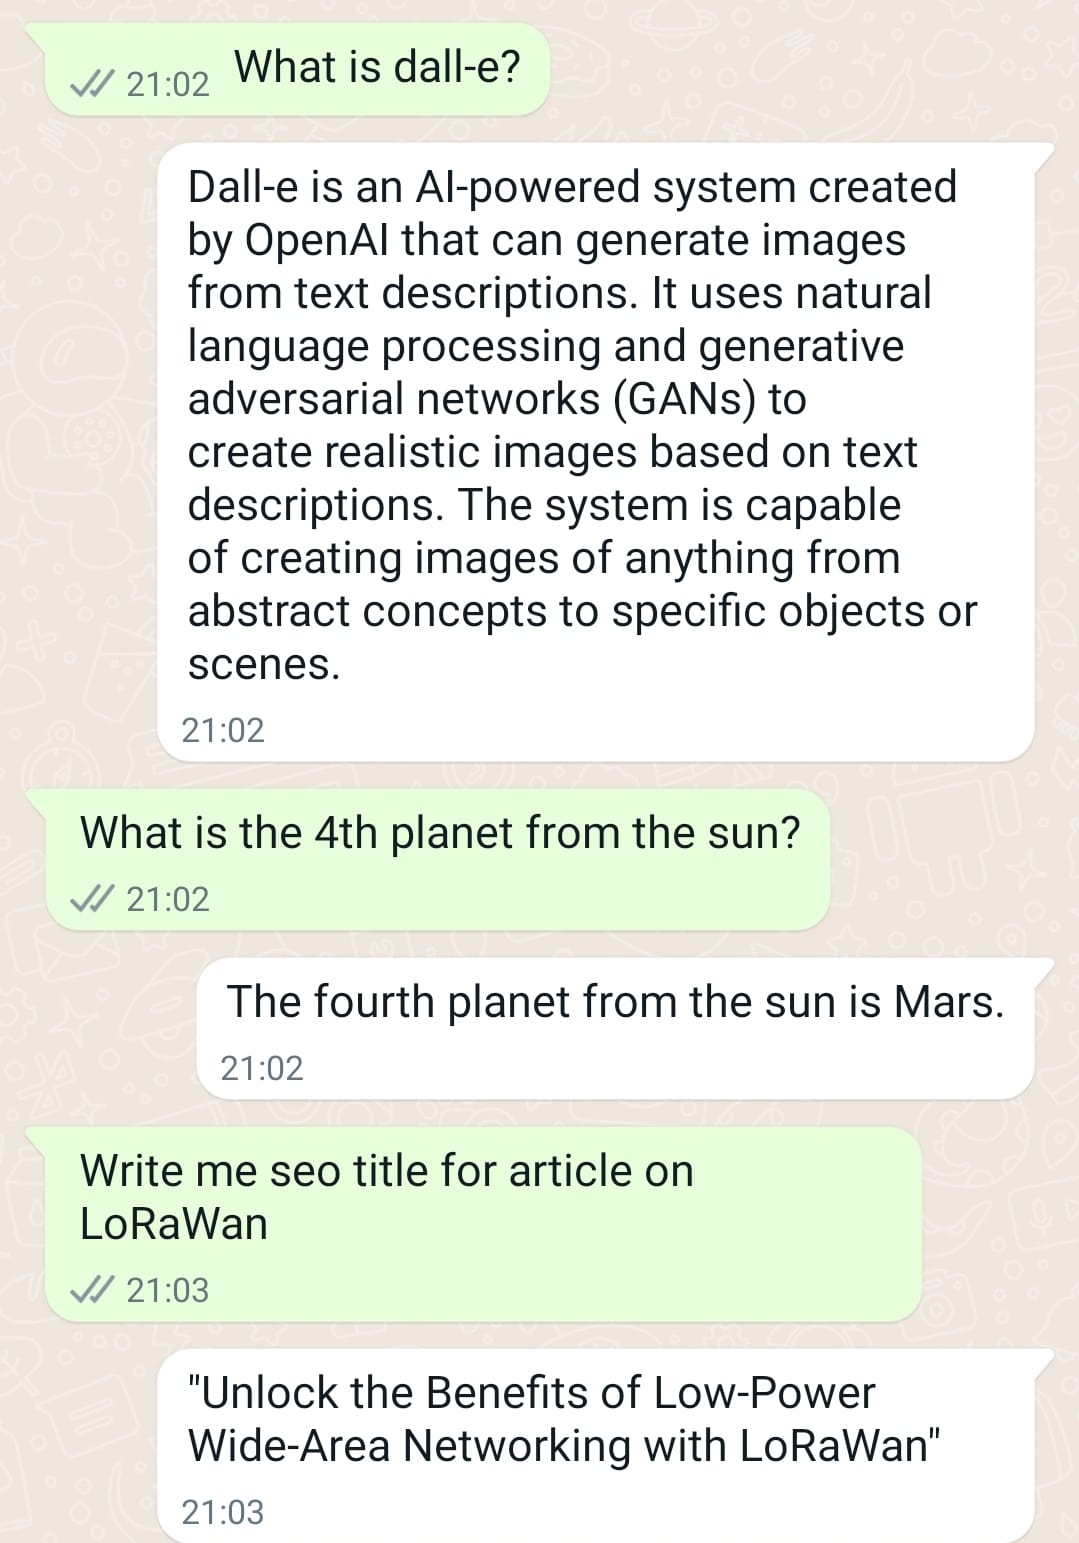 What is dall-e?
21:02
Dall-e is an AI-powered system created
by OpenAI that can generate images
from text descriptions. It uses natural
language processing and generative
adversarial networks (GANs) to
create realistic images based on text
descriptions. The system is capable
of creating images of anything from
abstract concepts to specific objects or
scenes.
21:02
What is the 4th planet from the sun?
21:02
The fourth planet from the sun is Mars.
21:02
Write me seo title for article on
LoRaWan
21:03
"Unlock the Benefits of Low-Power
Wide-Area Networking with LoRaWan"
21:03